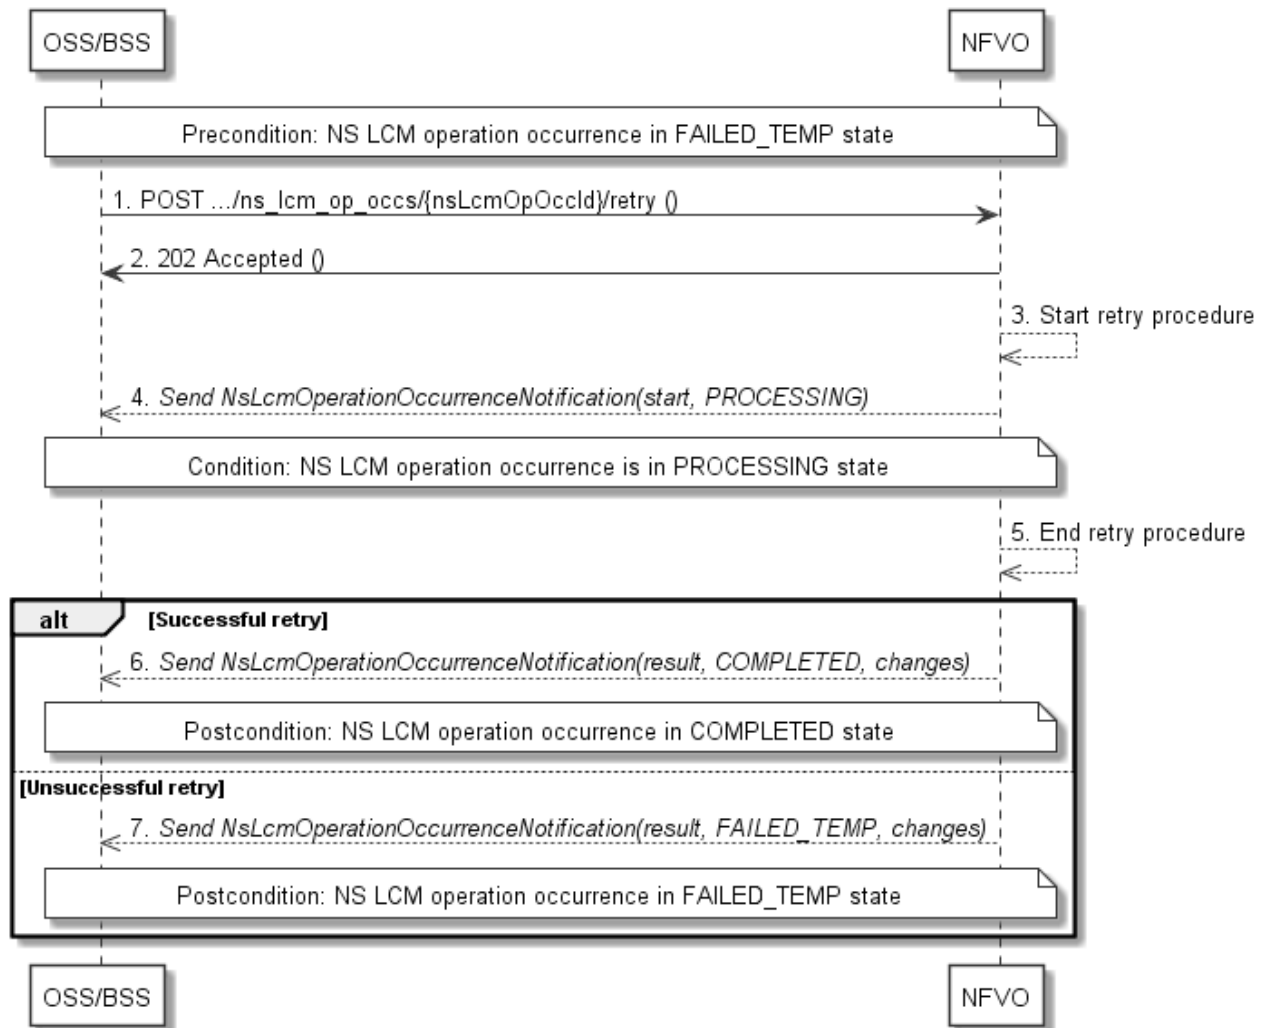 OSS/BSS
NFVO
Precondition: NS LCM operation occurrence in FAILED_TEMP state
1. POST .../ns_lcm_op_occs/{nsLcmOpOccId}/retry ()
2. 202 Accepted ()
3. Start retry procedure
4. Send NsLcmOperationOccurrenceNotification(start, PROCESSING)
Condition: NS LCM operation occurrence is in PROCESSING state
5. End retry procedure
alt
[Successful retry]
6. Send NsLcmOperationOccurrenceNotification(result, COMPLETED, changes)
Postcondition: NS LCM operation occurrence in COMPLETED state
[Unsuccessful retry]
7. Send NsLcmOperationOccurrenceNotification(result, FAILED_TEMP, changes)
Postcondition: NS LCM operation occurrence in FAILED_TEMP state
OSS/BSS
NFVO